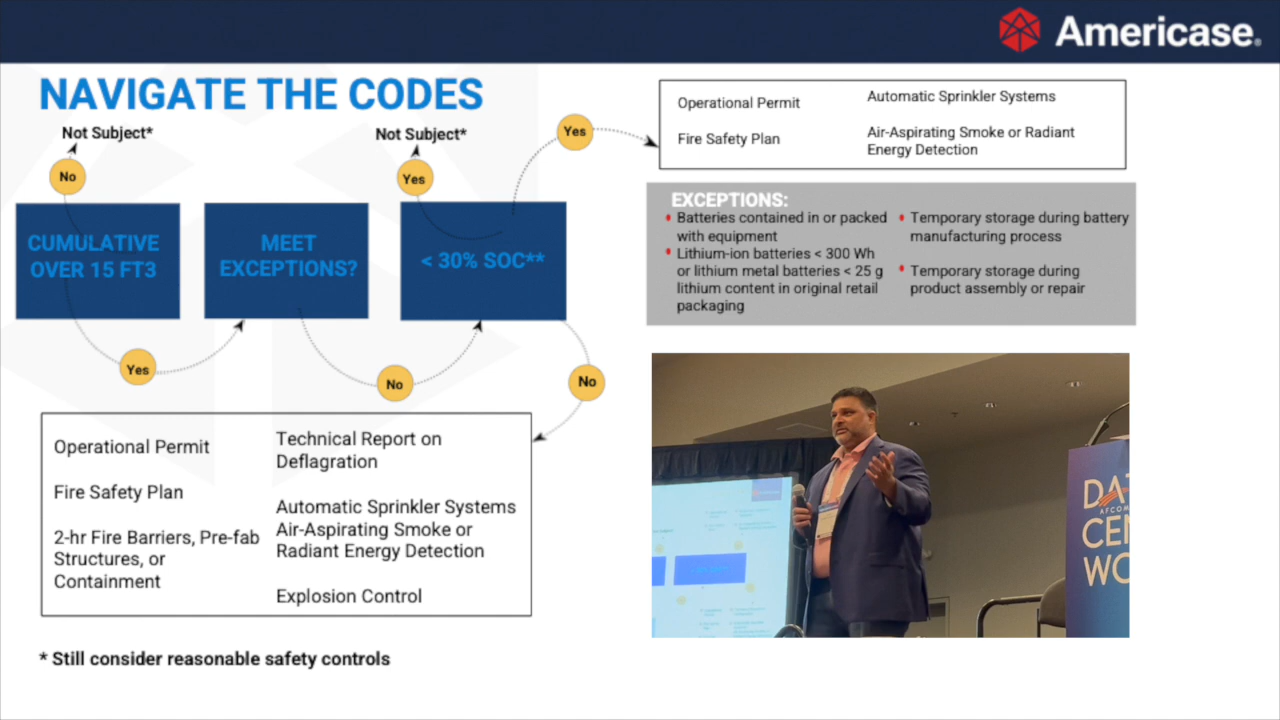 Americase®
NAVIGATE THE CODES
Not Subject*
Not Subject*
Yes
No
Yes
CUMULATIVE
OVER 15 FT3
MEET
EXCEPTIONS?
< 30% SOC**
Yes
No
No
Operational Permit
Fire Safety Plan
Automatic Sprinkler Systems
Air-Aspirating Smoke or Radiant
Energy Detection
EXCEPTIONS:
Batteries contained in or packed
with equipment
Lithium-ion batteries < 300 Wh
or lithium metal batteries < 25 g
lithium content in original retail
packaging
Temporary storage during battery
manufacturing process
Temporary storage during
product assembly or repair
Operational Permit
Fire Safety Plan
2-hr Fire Barriers, Pre-fab
Structures, or
Containment
Technical Report on
Deflagration
Automatic Sprinkler Systems
Air-Aspirating Smoke or
Radiant Energy Detection
Explosion Control
DAT
AFCOM
CEN
WO
* Still consider reasonable safety controls